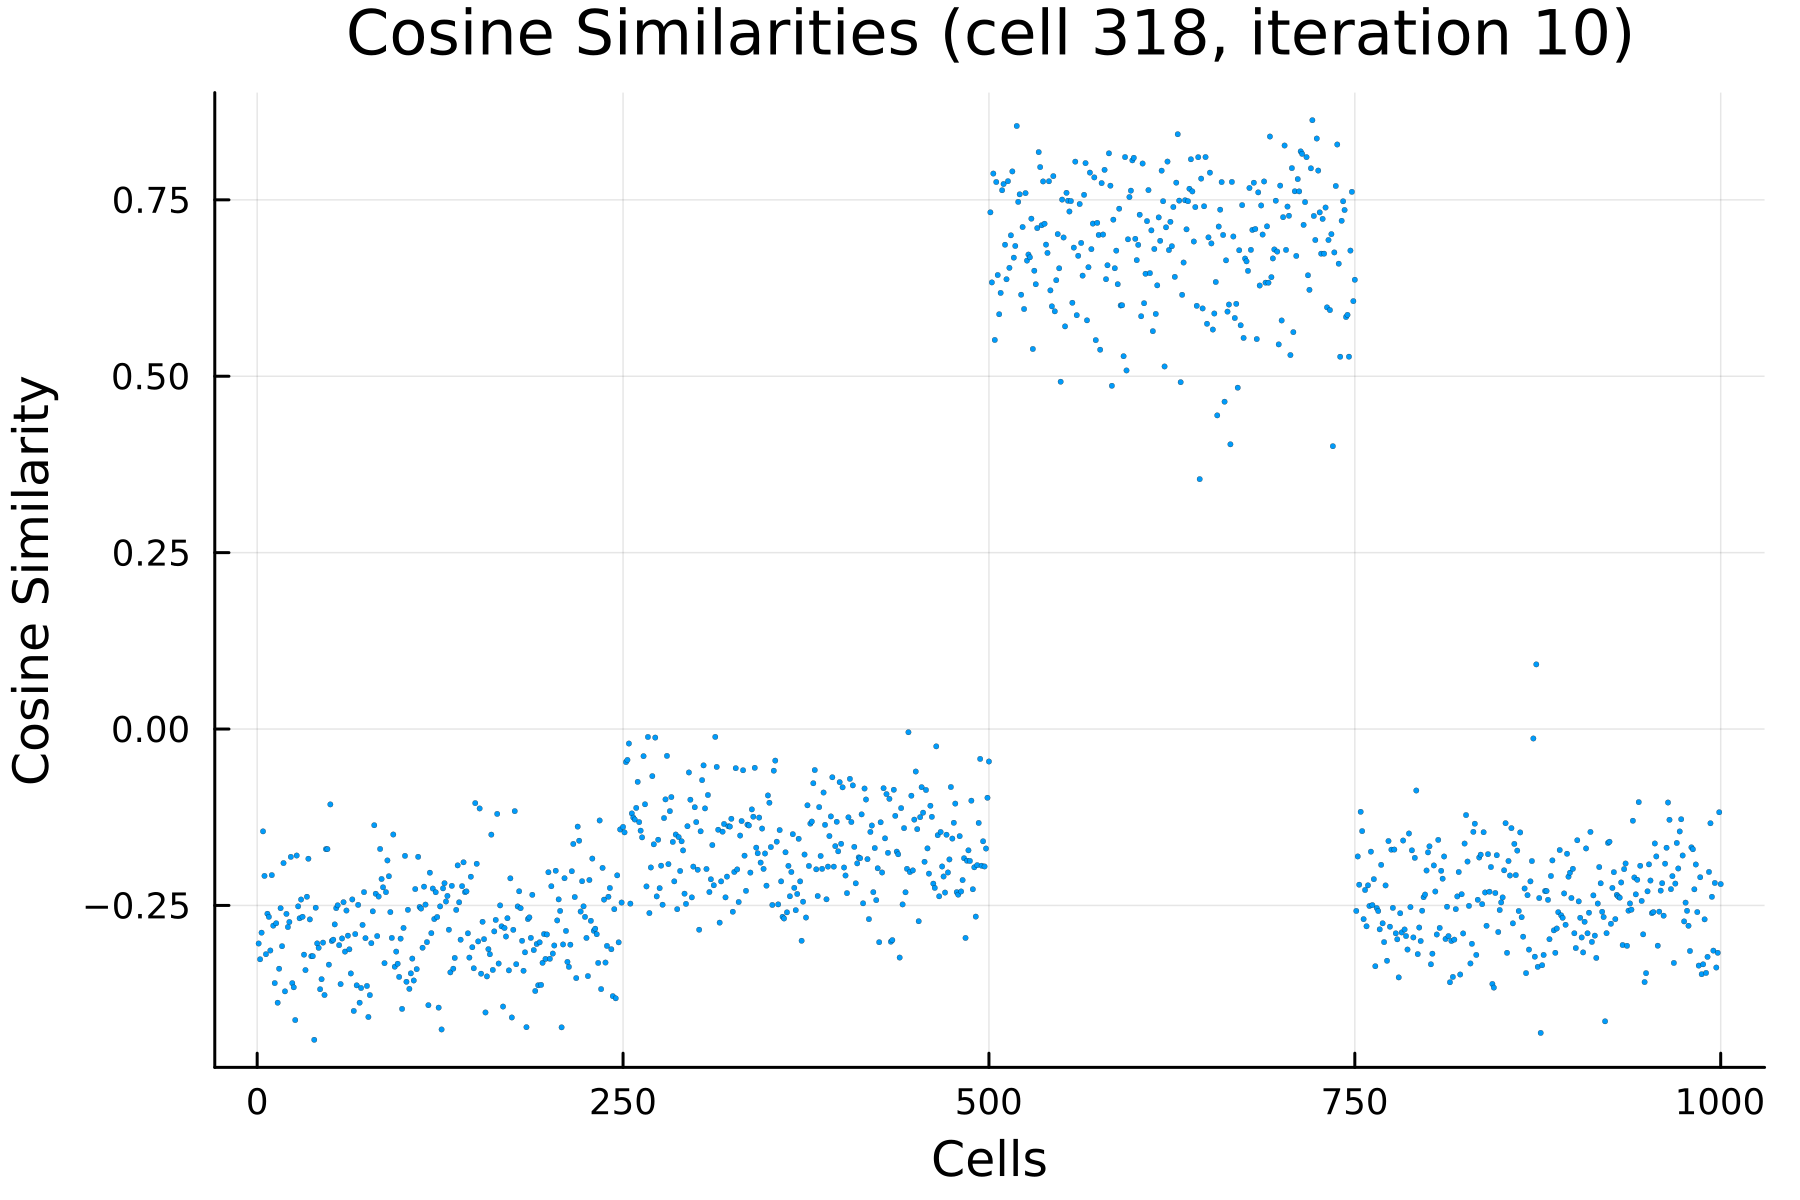 Cosine Similarities (cell 318, iteration 10)
Cosine Similarity
0.75
0.50
0.25
0.00
−0.25
0 250 500 750 1000
Cells